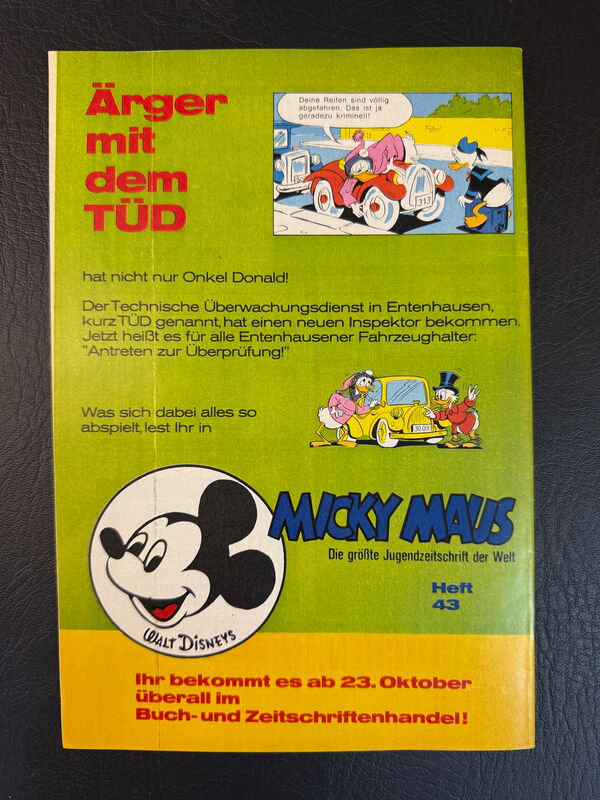 Ärger
mit
dem
TÜD
Deine Reifen sind völlig
abgefahren. Das ist ja
geradezu kriminell!
313
hat nicht nur Onkel Donald!
Der Technische Überwachungsdienst in Entenhausen,
kurz TÜD genannt, hat einen neuen Inspektor bekommen.
Jetzt heißt es für alle Entenhausener Fahrzeughalter:
"Antreten zur Überprüfung!"
Was sich dabei alles so
abspielt, lest Ihr in
30 000
MICKY MAUS
Die größte Jugendzeitschrift der Welt
Heft
43
WALT DISNEYS
Ihr bekommt es ab 23. Oktober
überall im
Buch- und Zeitschriftenhandel!